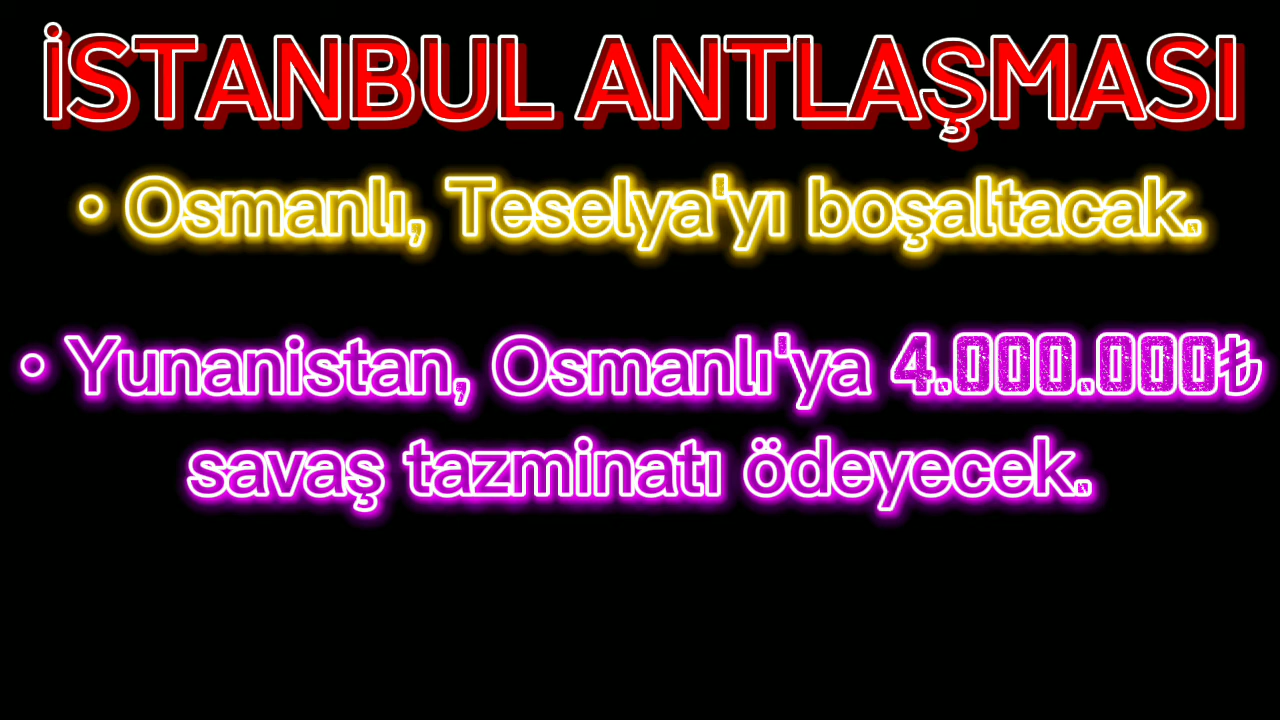 İSTANBUL ANTLAŞMASI
• Osmanlı, Teselya'yı boşaltacak.
• Yunanistan, Osmanlı'ya 4.000.000₺
savaş tazminatı ödeyecek.